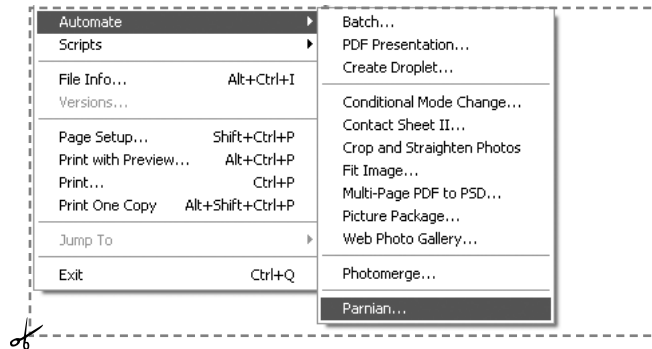 Automate
Scripts
File Info... Alt+Ctrl+I
Versions...
Page Setup... Shift+Ctrl+P
Print with Preview... Alt+Ctrl+P
Print... Ctrl+P
Print One Copy Alt+Shift+Ctrl+P
Jump To
Exit Ctrl+Q
Batch...
PDF Presentation...
Create Droplet...
Conditional Mode Change...
Contact Sheet II...
Crop and Straighten Photos
Fit Image...
Multi-Page PDF to PSD...
Picture Package...
Web Photo Gallery...
Photomerge...
Parnian...